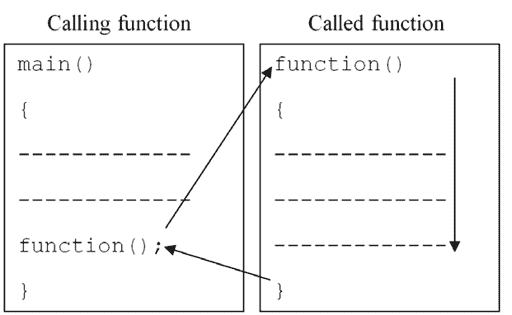 Calling function
main()
{
function();
}
Called function
function()
{
}